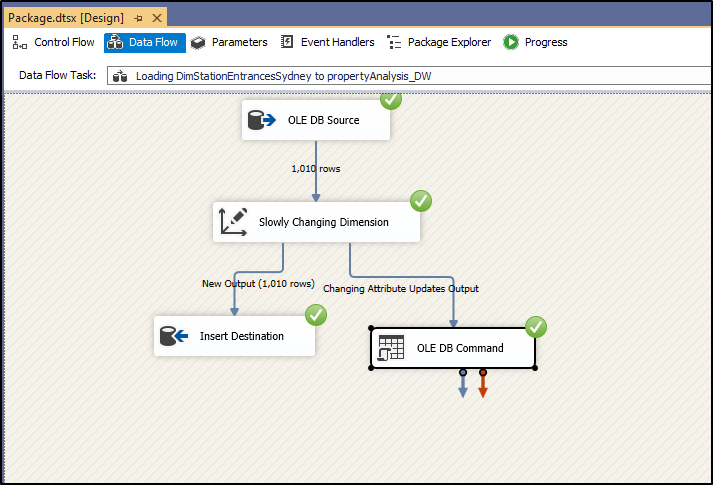 Package.dtsx [Design]
Control Flow Data Flow Parameters Event Handlers Package Explorer Progress
Data Flow Task: Loading DimStationEntrancesSydney to propertyAnalysis_DW
OLE DB Source
1,010 rows
Slowly Changing Dimension
New Output (1,010 rows)
Changing Attribute Updates Output
Insert Destination
OLE DB Command